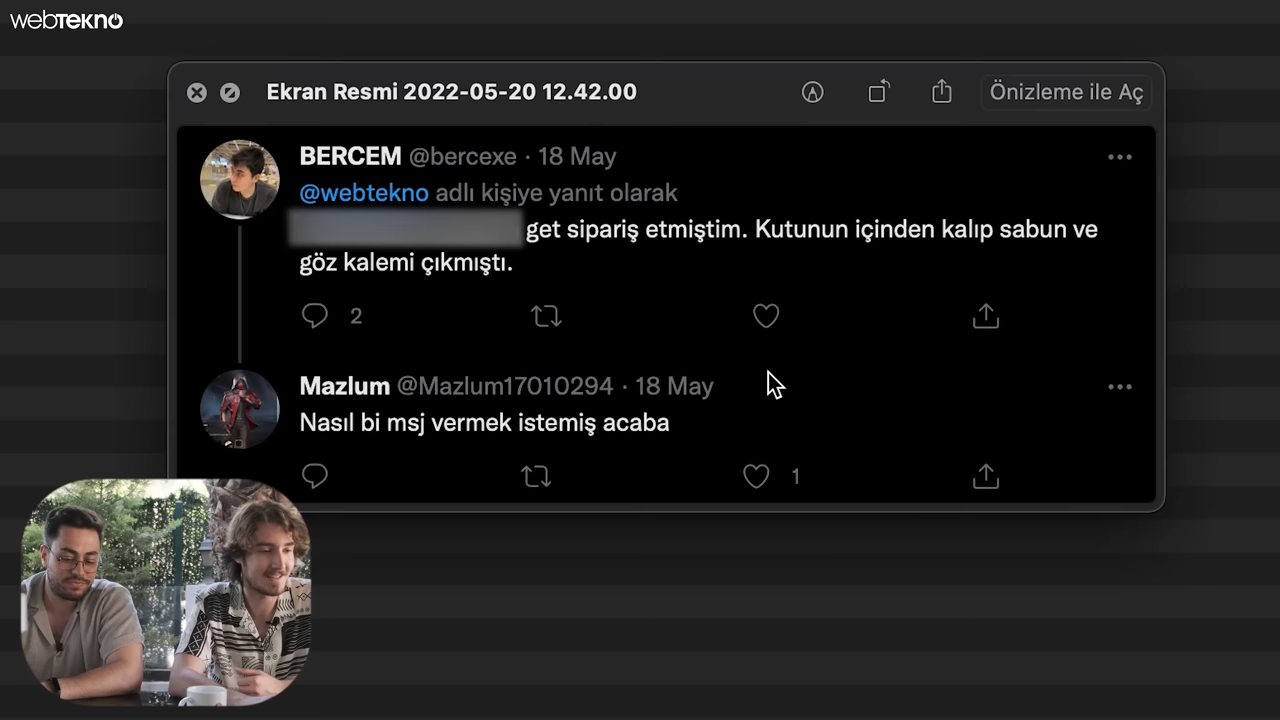 webtekno
Ekran Resmi 2022-05-20 12.42.00
Önizleme ile Aç
BERCEM @bercexe · 18 May
@webtekno adlı kişiye yanıt olarak
get sipariş etmiştim. Kutunun içinden kalıp sabun ve
göz kalemi çıkmıştı.
2
Mazlum @Mazlum17010294 · 18 May
Nasıl bi msj vermek istemiş acaba
1